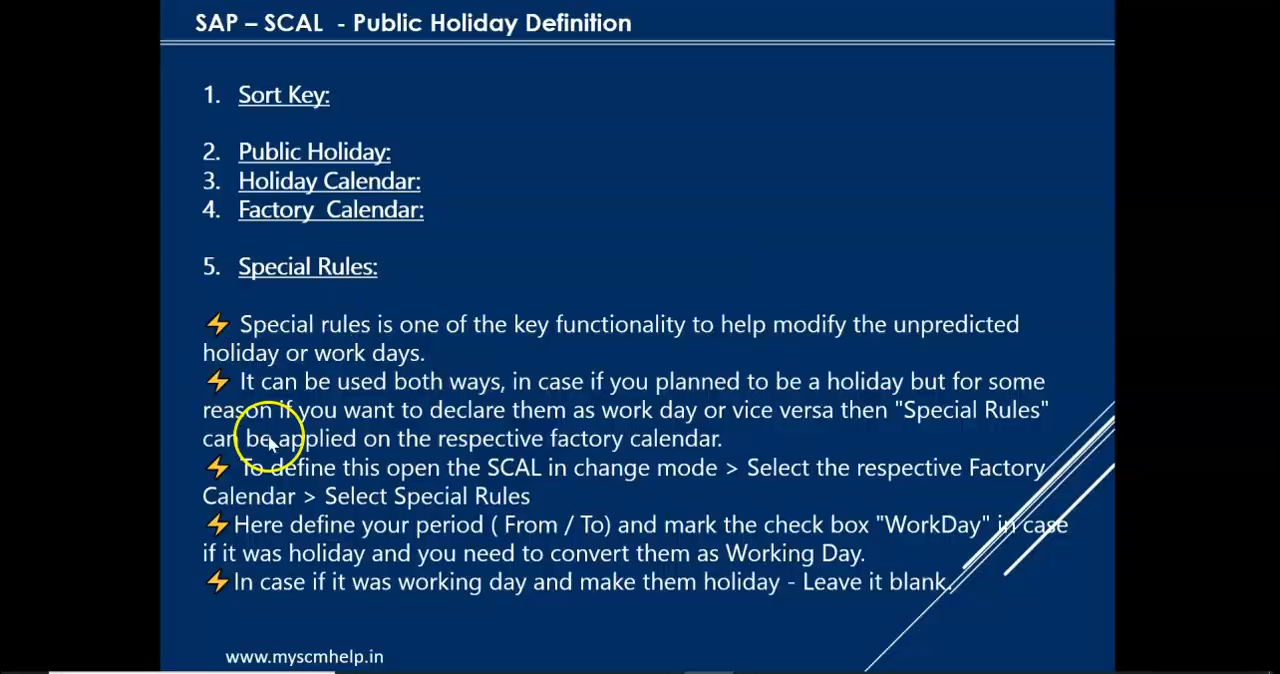 SAP – SCAL - Public Holiday Definition
1. Sort Key:
2. Public Holiday:
3. Holiday Calendar:
4. Factory Calendar:
5. Special Rules:
⚡ Special rules is one of the key functionality to help modify the unpredicted
holiday or work days.
⚡ It can be used both ways, in case if you planned to be a holiday but for some
reason if you want to declare them as work day or vice versa then "Special Rules"
can be applied on the respective factory calendar.
⚡ To define this open the SCAL in change mode > Select the respective Factory
Calendar > Select Special Rules
⚡Here define your period ( From / To) and mark the check box "WorkDay" in case
if it was holiday and you need to convert them as Working Day.
⚡In case if it was working day and make them holiday - Leave it blank.
www.myscmhelp.in